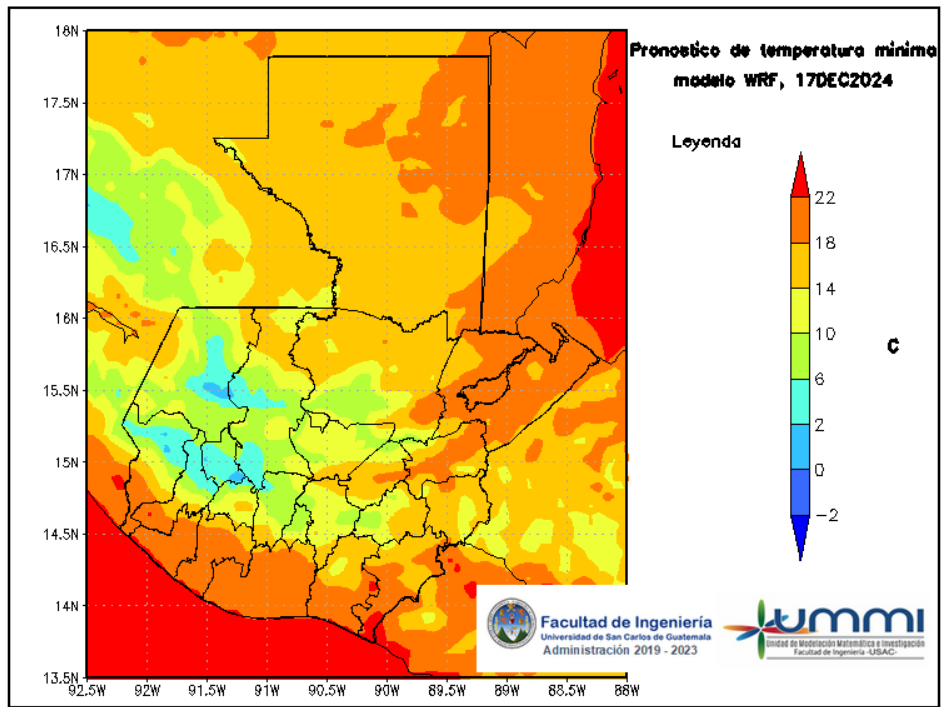 Pronostico de temperatura minima
modelo WRF, 17DEC2024
Leyenda
22
18
14
10
6
2
0
−2
C
18N
17.5N
17N
16.5N
16N
15.5N
15N
14.5N
14N
13.5N
92.5W 92W 91.5W 91W 90.5W 90W 89.5W 89W 88.5W 88W
Facultad de Ingeniería
Universidad de San Carlos de Guatemala
Administración 2019 - 2023
ummi
Unidad de Modelación Matemática e Investigación
Facultad de Ingeniería -USAC-